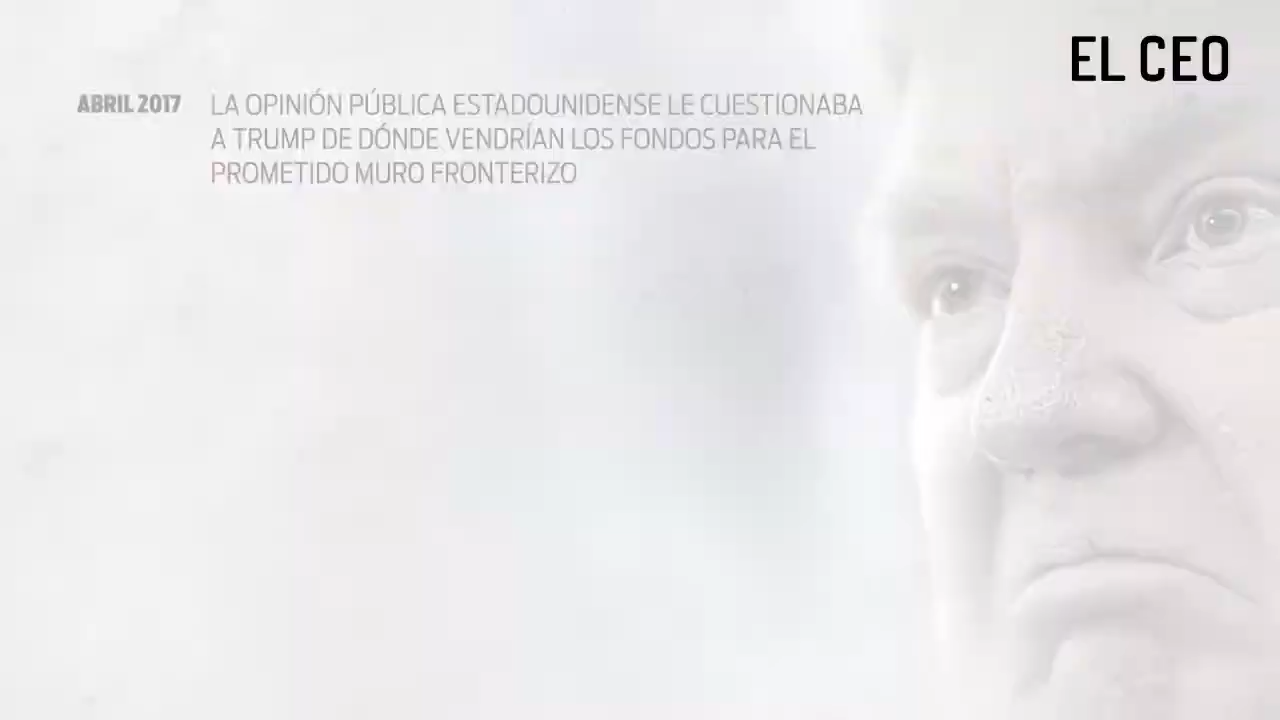 EL CEO
ABRIL 2017
LA OPINIÓN PÚBLICA ESTADOUNIDENSE LE CUESTIONABA
A TRUMP DE DÓNDE VENDRÍAN LOS FONDOS PARA EL
PROMETIDO MURO FRONTERIZO